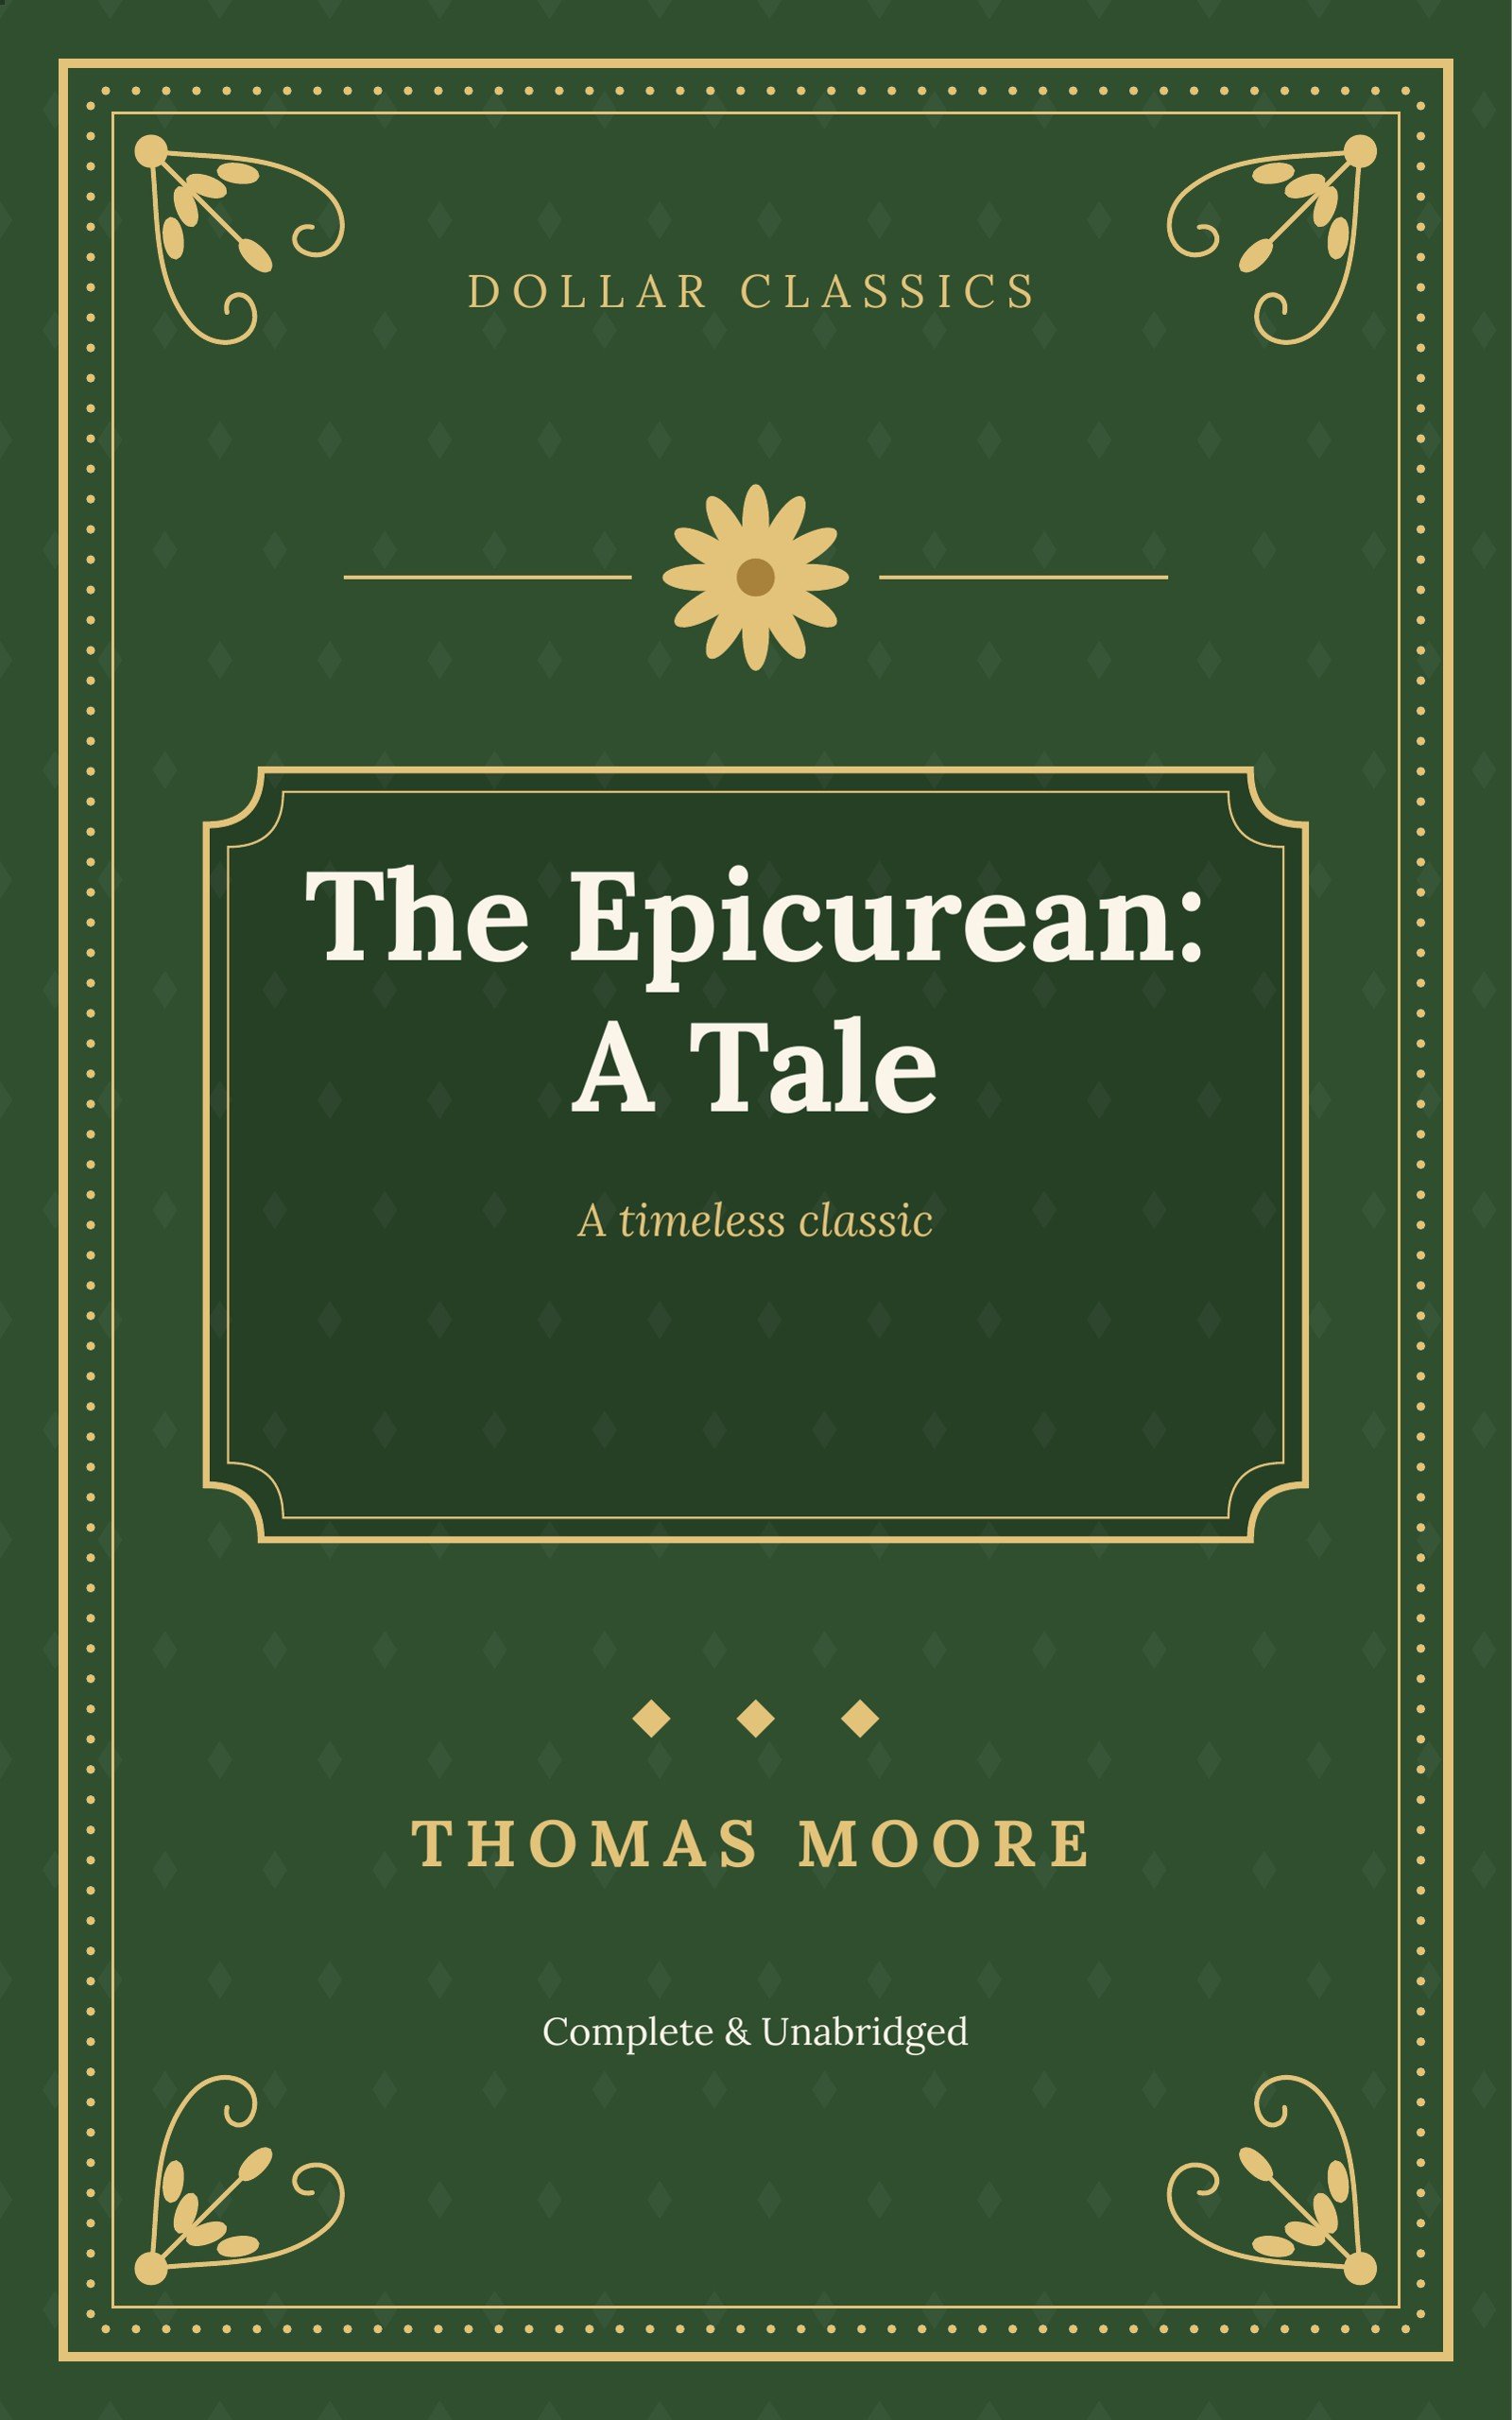 DOLLAR CLASSICS
The Epicurean:
A Tale
A timeless classic
THOMAS MOORE
Complete & Unabridged